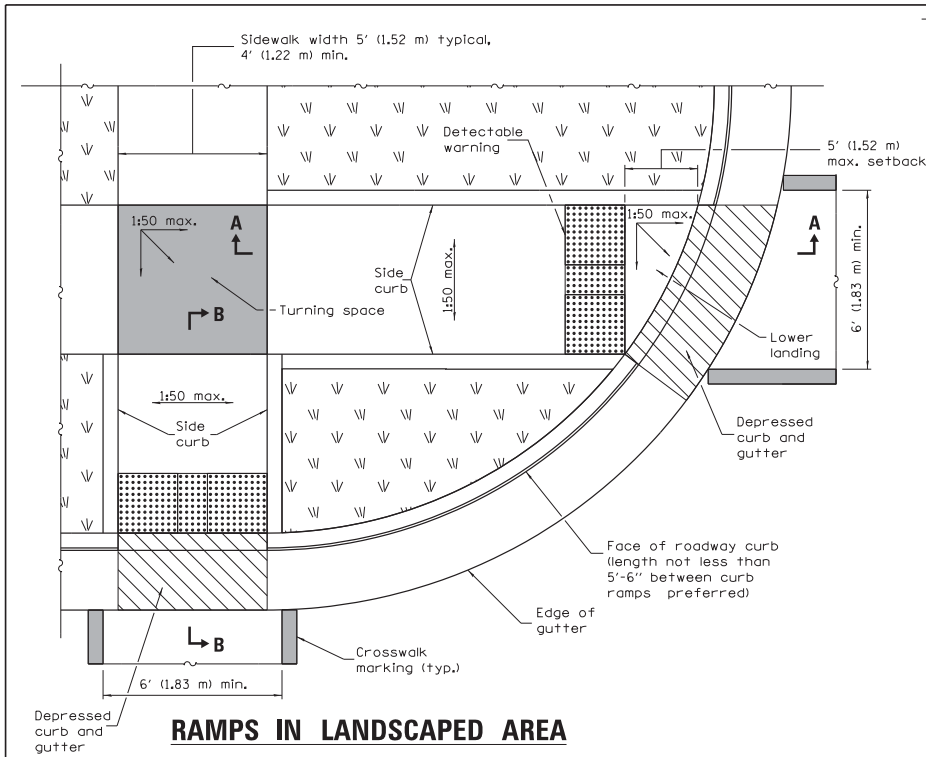 Sidewalk width 5' (1.52 m) typical,
4' (1.22 m) min.
Detectable
warning
5' (1.52 m)
max. setback
1:50 max.
A
1:50 max.
A
Side
curb
1:50 max.
6' (1.83 m) min.
Turning space
B
Lower
landing
1:50 max.
Side
curb
Depressed
curb and
gutter
Face of roadway curb
(length not less than
5'-6'' between curb
ramps preferred)
Edge of
gutter
B
Crosswalk
marking (typ.)
6' (1.83 m) min.
Depressed
curb and
gutter
RAMPS IN LANDSCAPED AREA